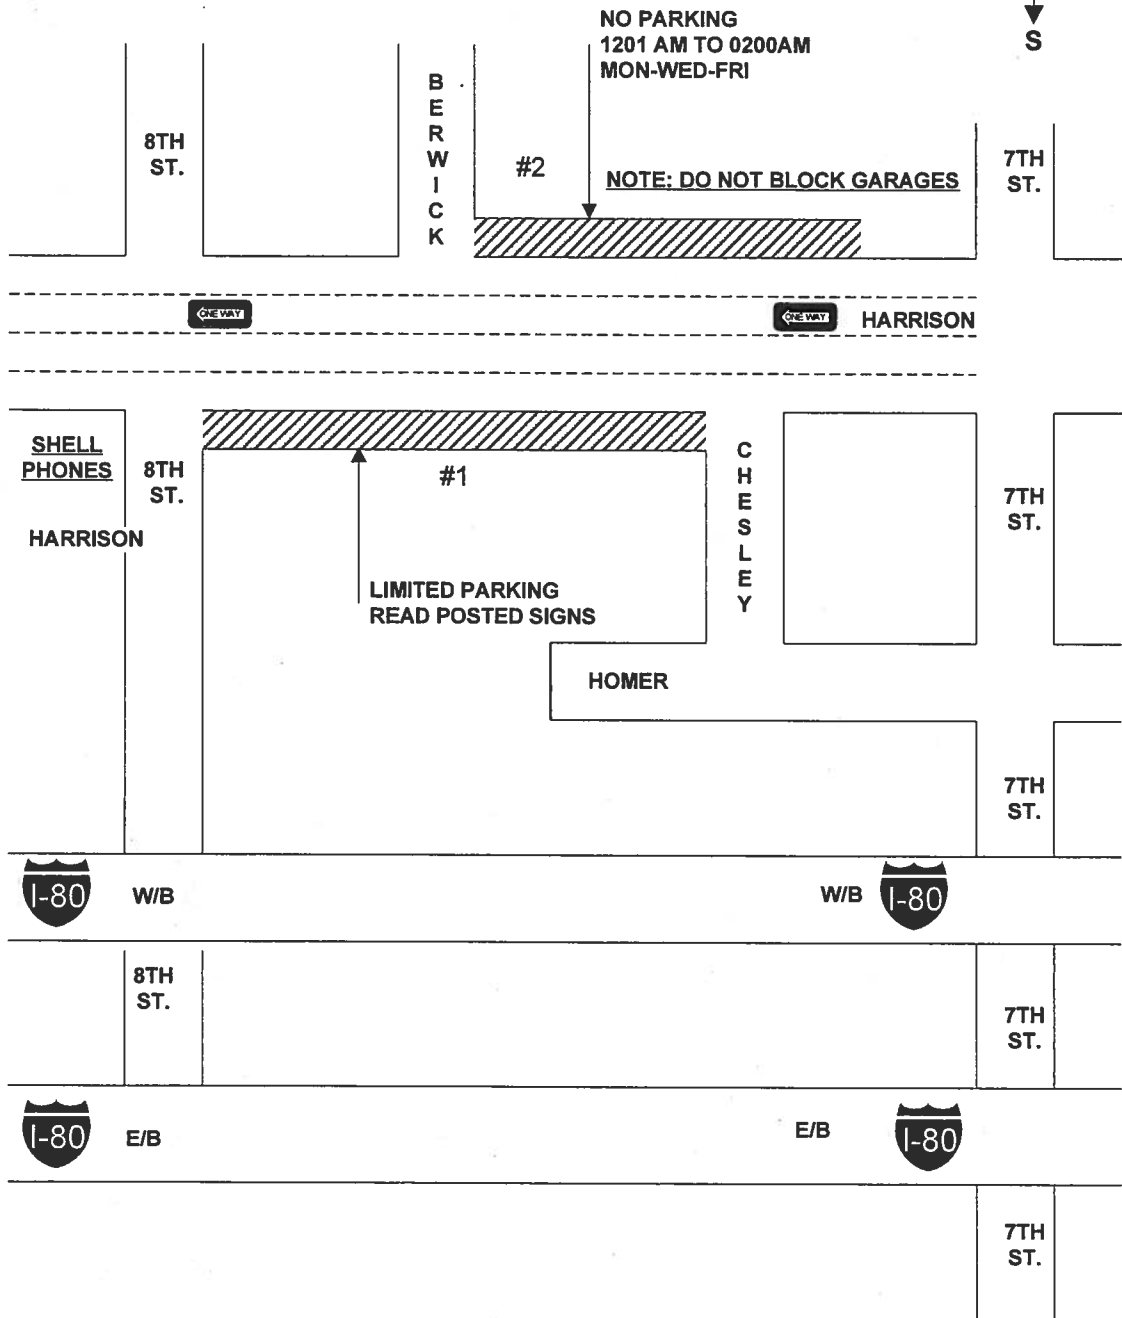 NO PARKING
1201 AM TO 0200AM
MON-WED-FRI
S
BERWICK
8TH
ST.
#2
7TH
ST.
NOTE: DO NOT BLOCK GARAGES
ONE WAY
ONE WAY
HARRISON
SHELL
PHONES
8TH
ST.
#1
CHESLEY
7TH
ST.
HARRISON
LIMITED PARKING
READ POSTED SIGNS
HOMER
7TH
ST.
I-80
W/B
W/B
I-80
8TH
ST.
7TH
ST.
I-80
E/B
E/B
I-80
7TH
ST.